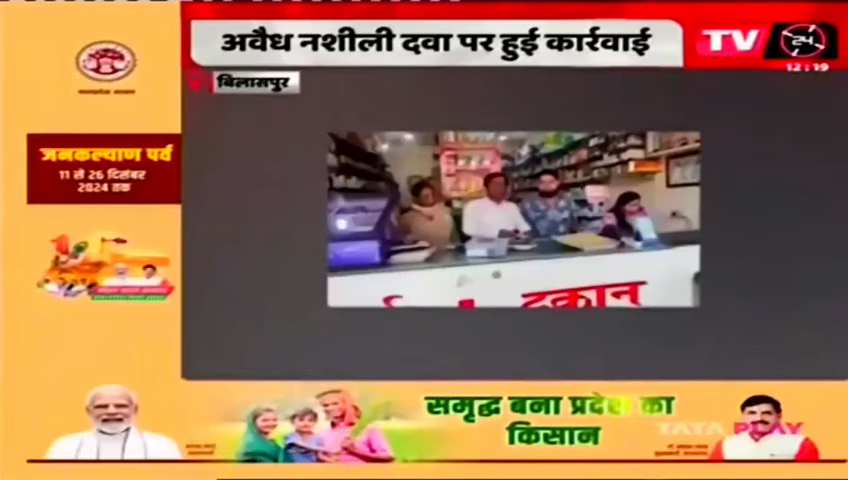 अवैध नशीली दवा पर हुई कार्रवाई
TV 24
12:19
बिलासपुर
जनकल्याण पर्व
11 से 26 दिसंबर
2024 तक
दुकान
समृद्ध बना प्रदेश का
किसान
TATA PLAY